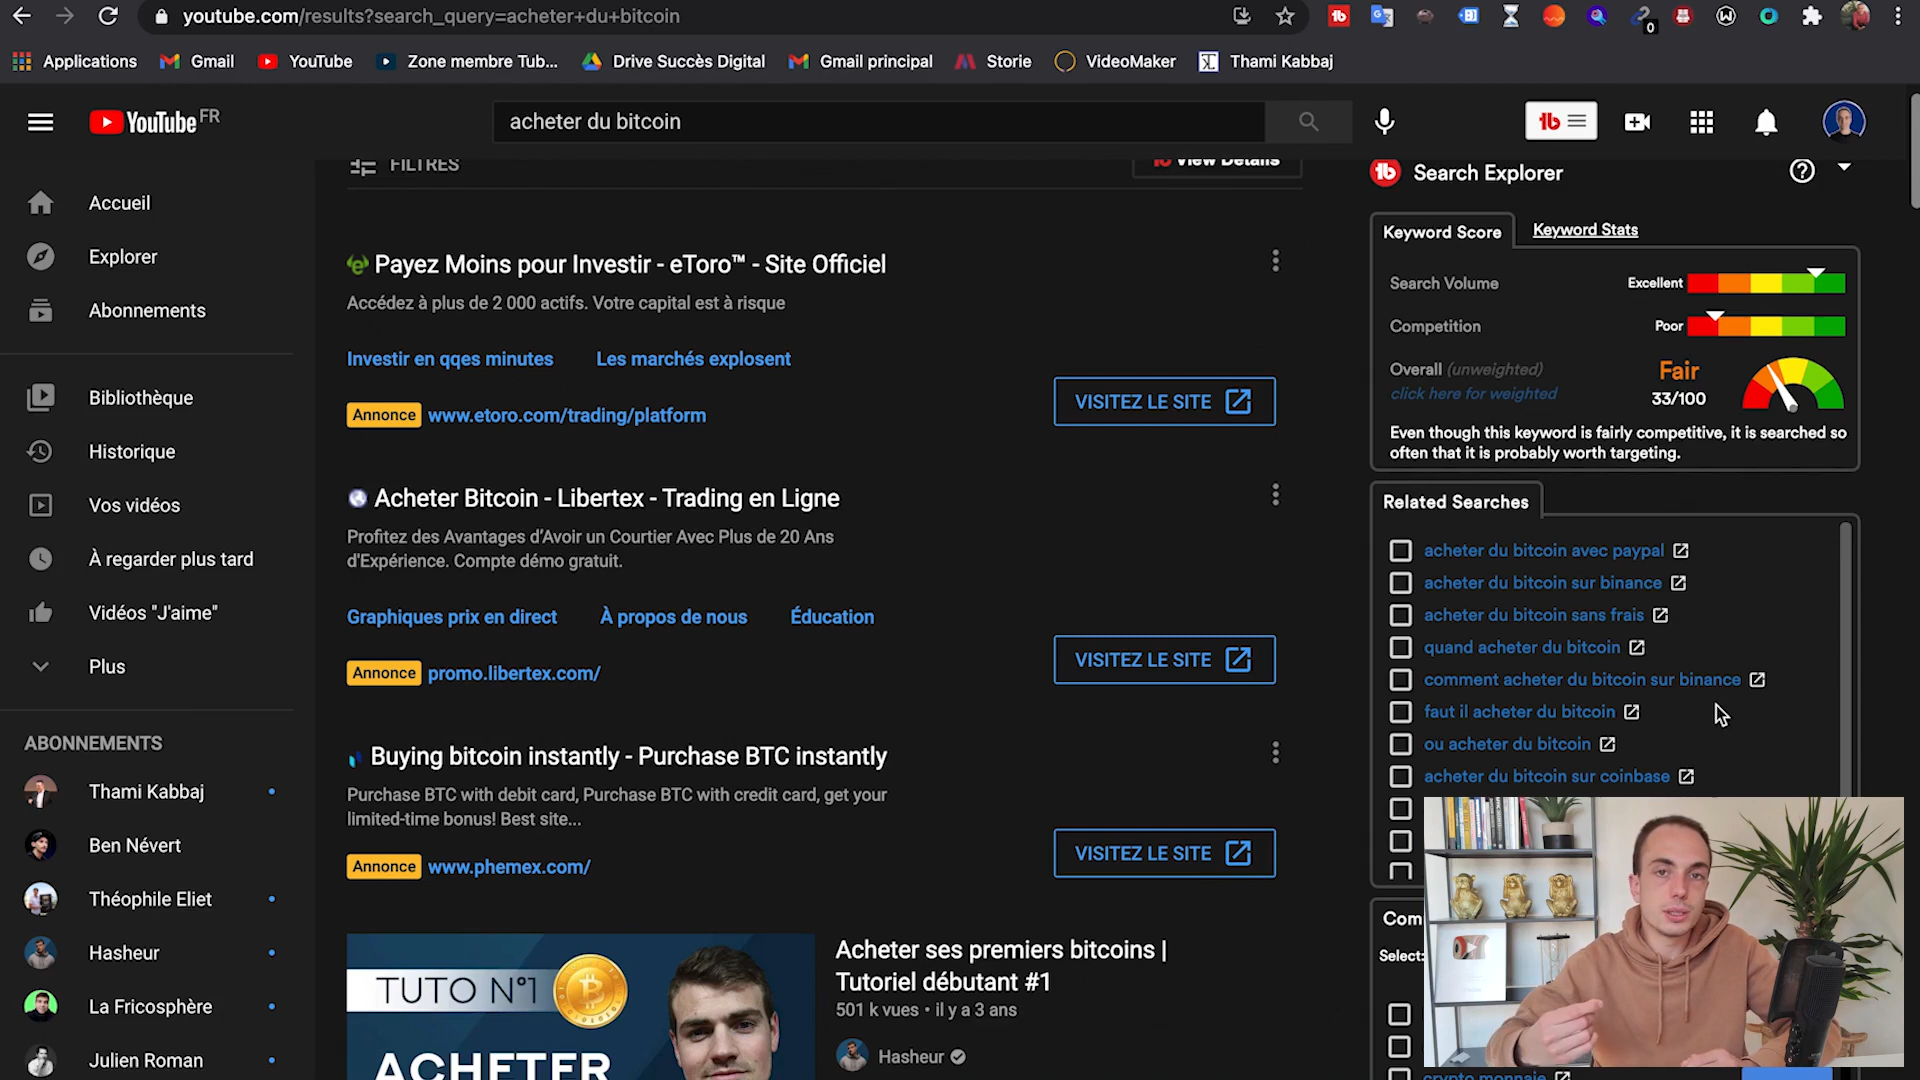 youtube.com/results?search_query=acheter+du+bitcoin
0
Applications
Gmail
YouTube
Zone membre Tub...
Drive Succès Digital
Gmail principal
Storie
VideoMaker
Thami Kabbaj
YouTube FR
acheter du bitcoin
Accueil
Explorer
Abonnements
Bibliothèque
Historique
Vos vidéos
À regarder plus tard
Vidéos "J'aime"
Plus
ABONNEMENTS
Thami Kabbaj
Ben Névert
Théophile Eliet
Hasheur
La Fricosphère
Julien Roman
FILTRES
View Details
Payez Moins pour Investir - eToro™ - Site Officiel
Accédez à plus de 2 000 actifs. Votre capital est à risque
Investir en qqes minutes
Les marchés explosent
VISITEZ LE SITE
Annonce www.etoro.com/trading/platform
Acheter Bitcoin - Libertex - Trading en Ligne
Profitez des Avantages d'Avoir un Courtier Avec Plus de 20 Ans
d'Expérience. Compte démo gratuit.
Graphiques prix en direct
À propos de nous
Éducation
VISITEZ LE SITE
Annonce promo.libertex.com/
Buying bitcoin instantly - Purchase BTC instantly
Purchase BTC with debit card, Purchase BTC with credit card, get your
limited-time bonus! Best site...
VISITEZ LE SITE
Annonce www.phemex.com/
TUTO N°1
ACHETER
Acheter ses premiers bitcoins |
Tutoriel débutant #1
501 k vues • il y a 3 ans
Hasheur
Search Explorer
Keyword Score
Keyword Stats
Search Volume
Excellent
Competition
Poor
Overall (unweighted)
click here for weighted
Fair
33/100
Even though this keyword is fairly competitive, it is searched so
often that it is probably worth targeting.
Related Searches
acheter du bitcoin avec paypal
acheter du bitcoin sur binance
acheter du bitcoin sans frais
quand acheter du bitcoin
comment acheter du bitcoin sur binance
faut il acheter du bitcoin
ou acheter du bitcoin
acheter du bitcoin sur coinbase
Com
Select:
crypto monnaie